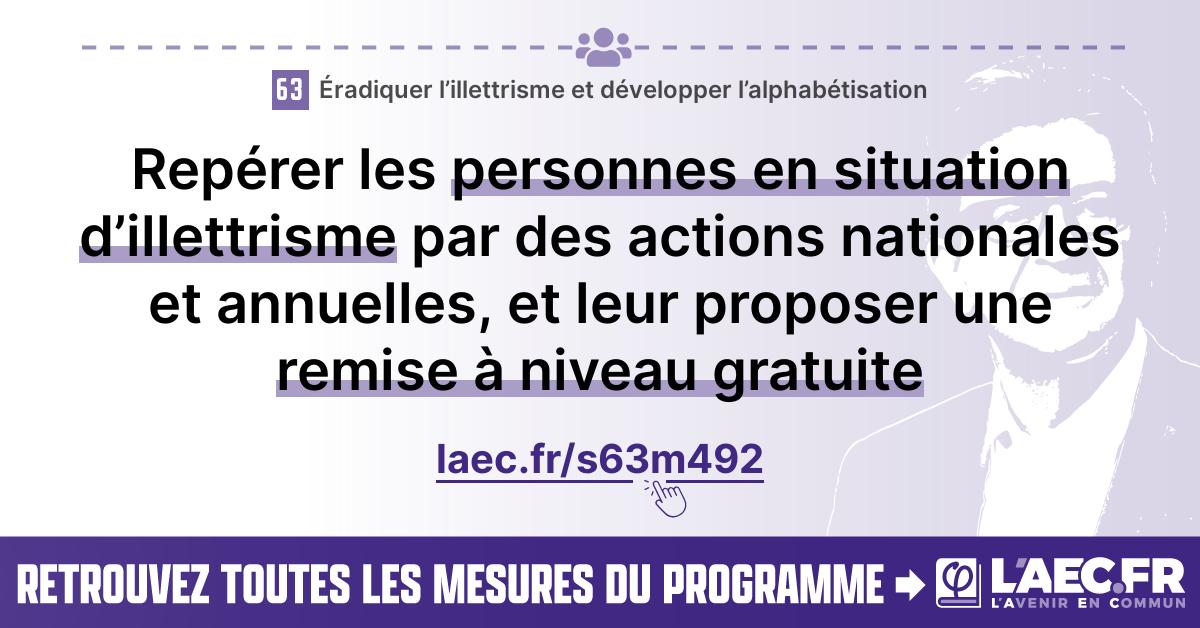 63 Éradiquer l’illettrisme et développer l’alphabétisation
Repérer les personnes en situation
d’illettrisme par des actions nationales
et annuelles, et leur proposer une
remise à niveau gratuite
laec.fr/s63m492
RETROUVEZ TOUTES LES MESURES DU PROGRAMME → φ L'AEC.FR
L'AVENIR EN COMMUN